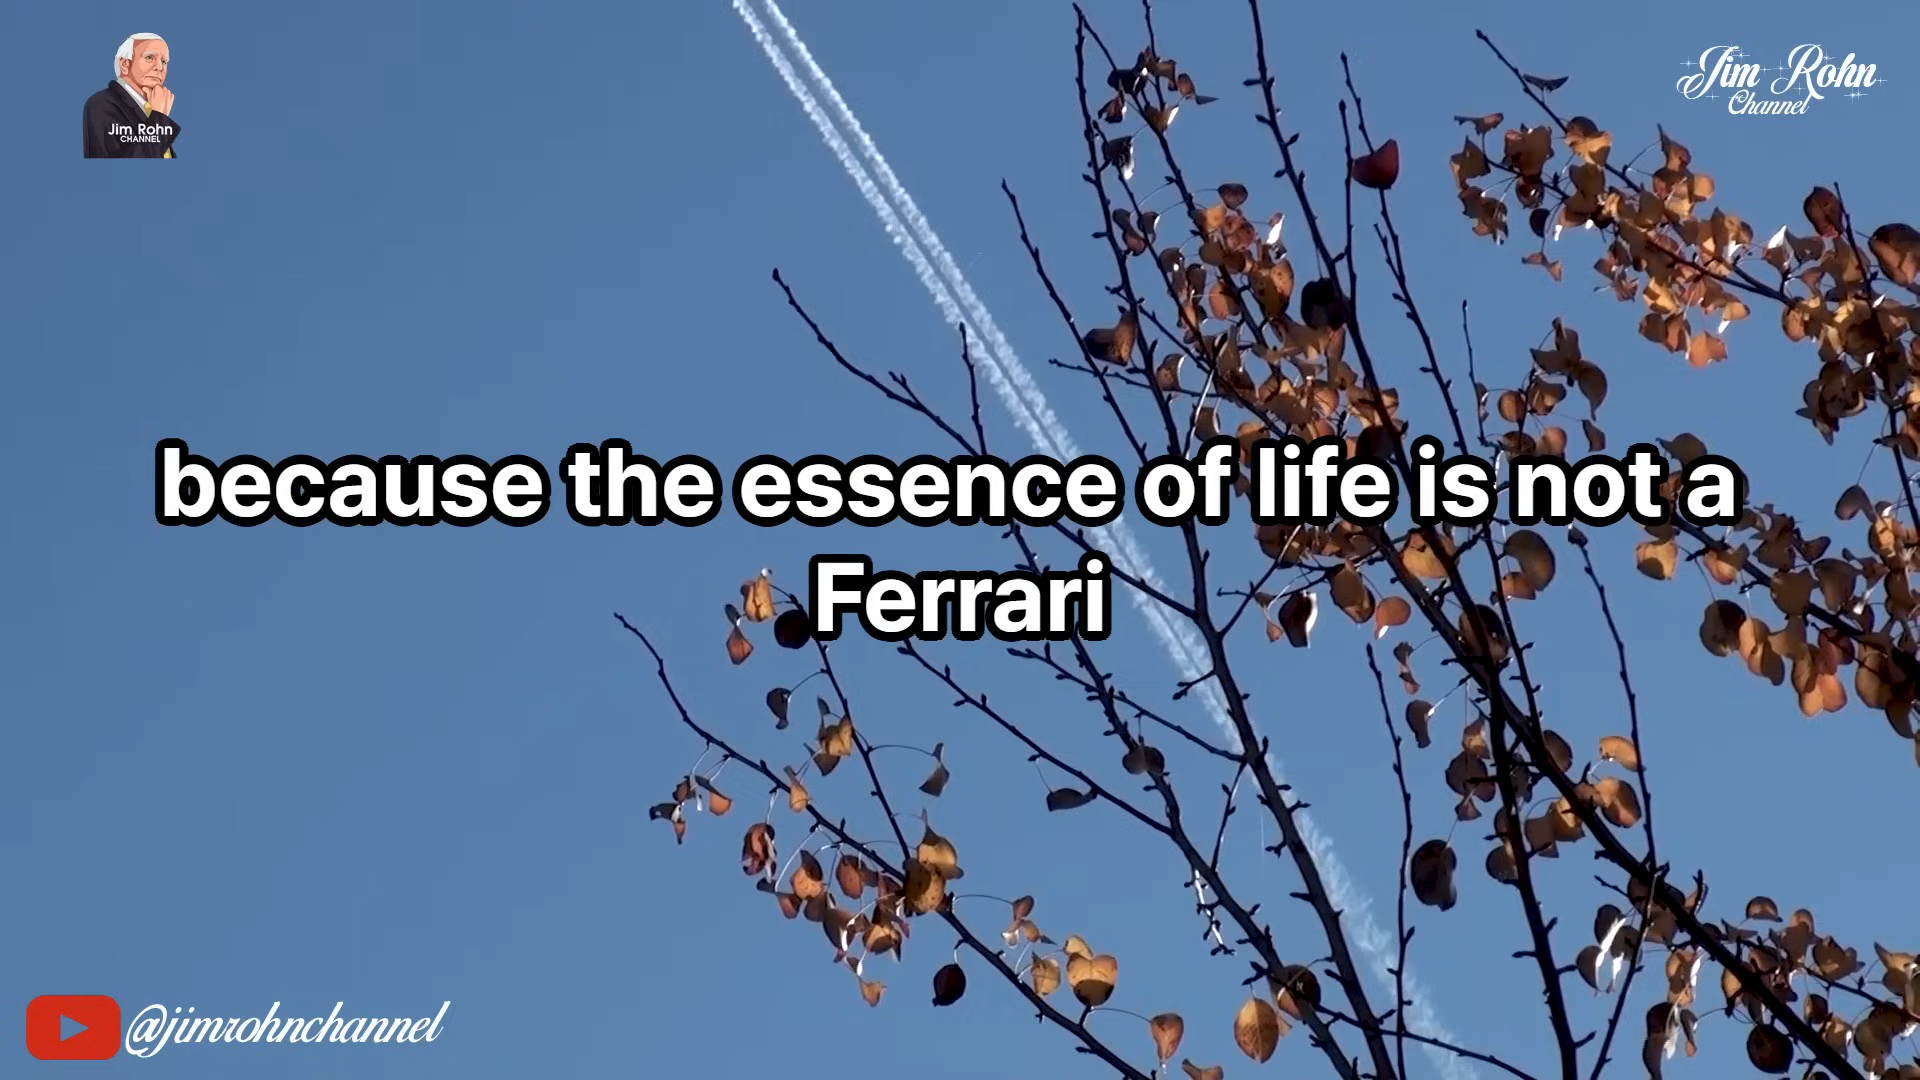 Jim Rohn
CHANNEL
Jim Rohn
Channel
because the essence of life is not a
Ferrari
@jimrohnchannel